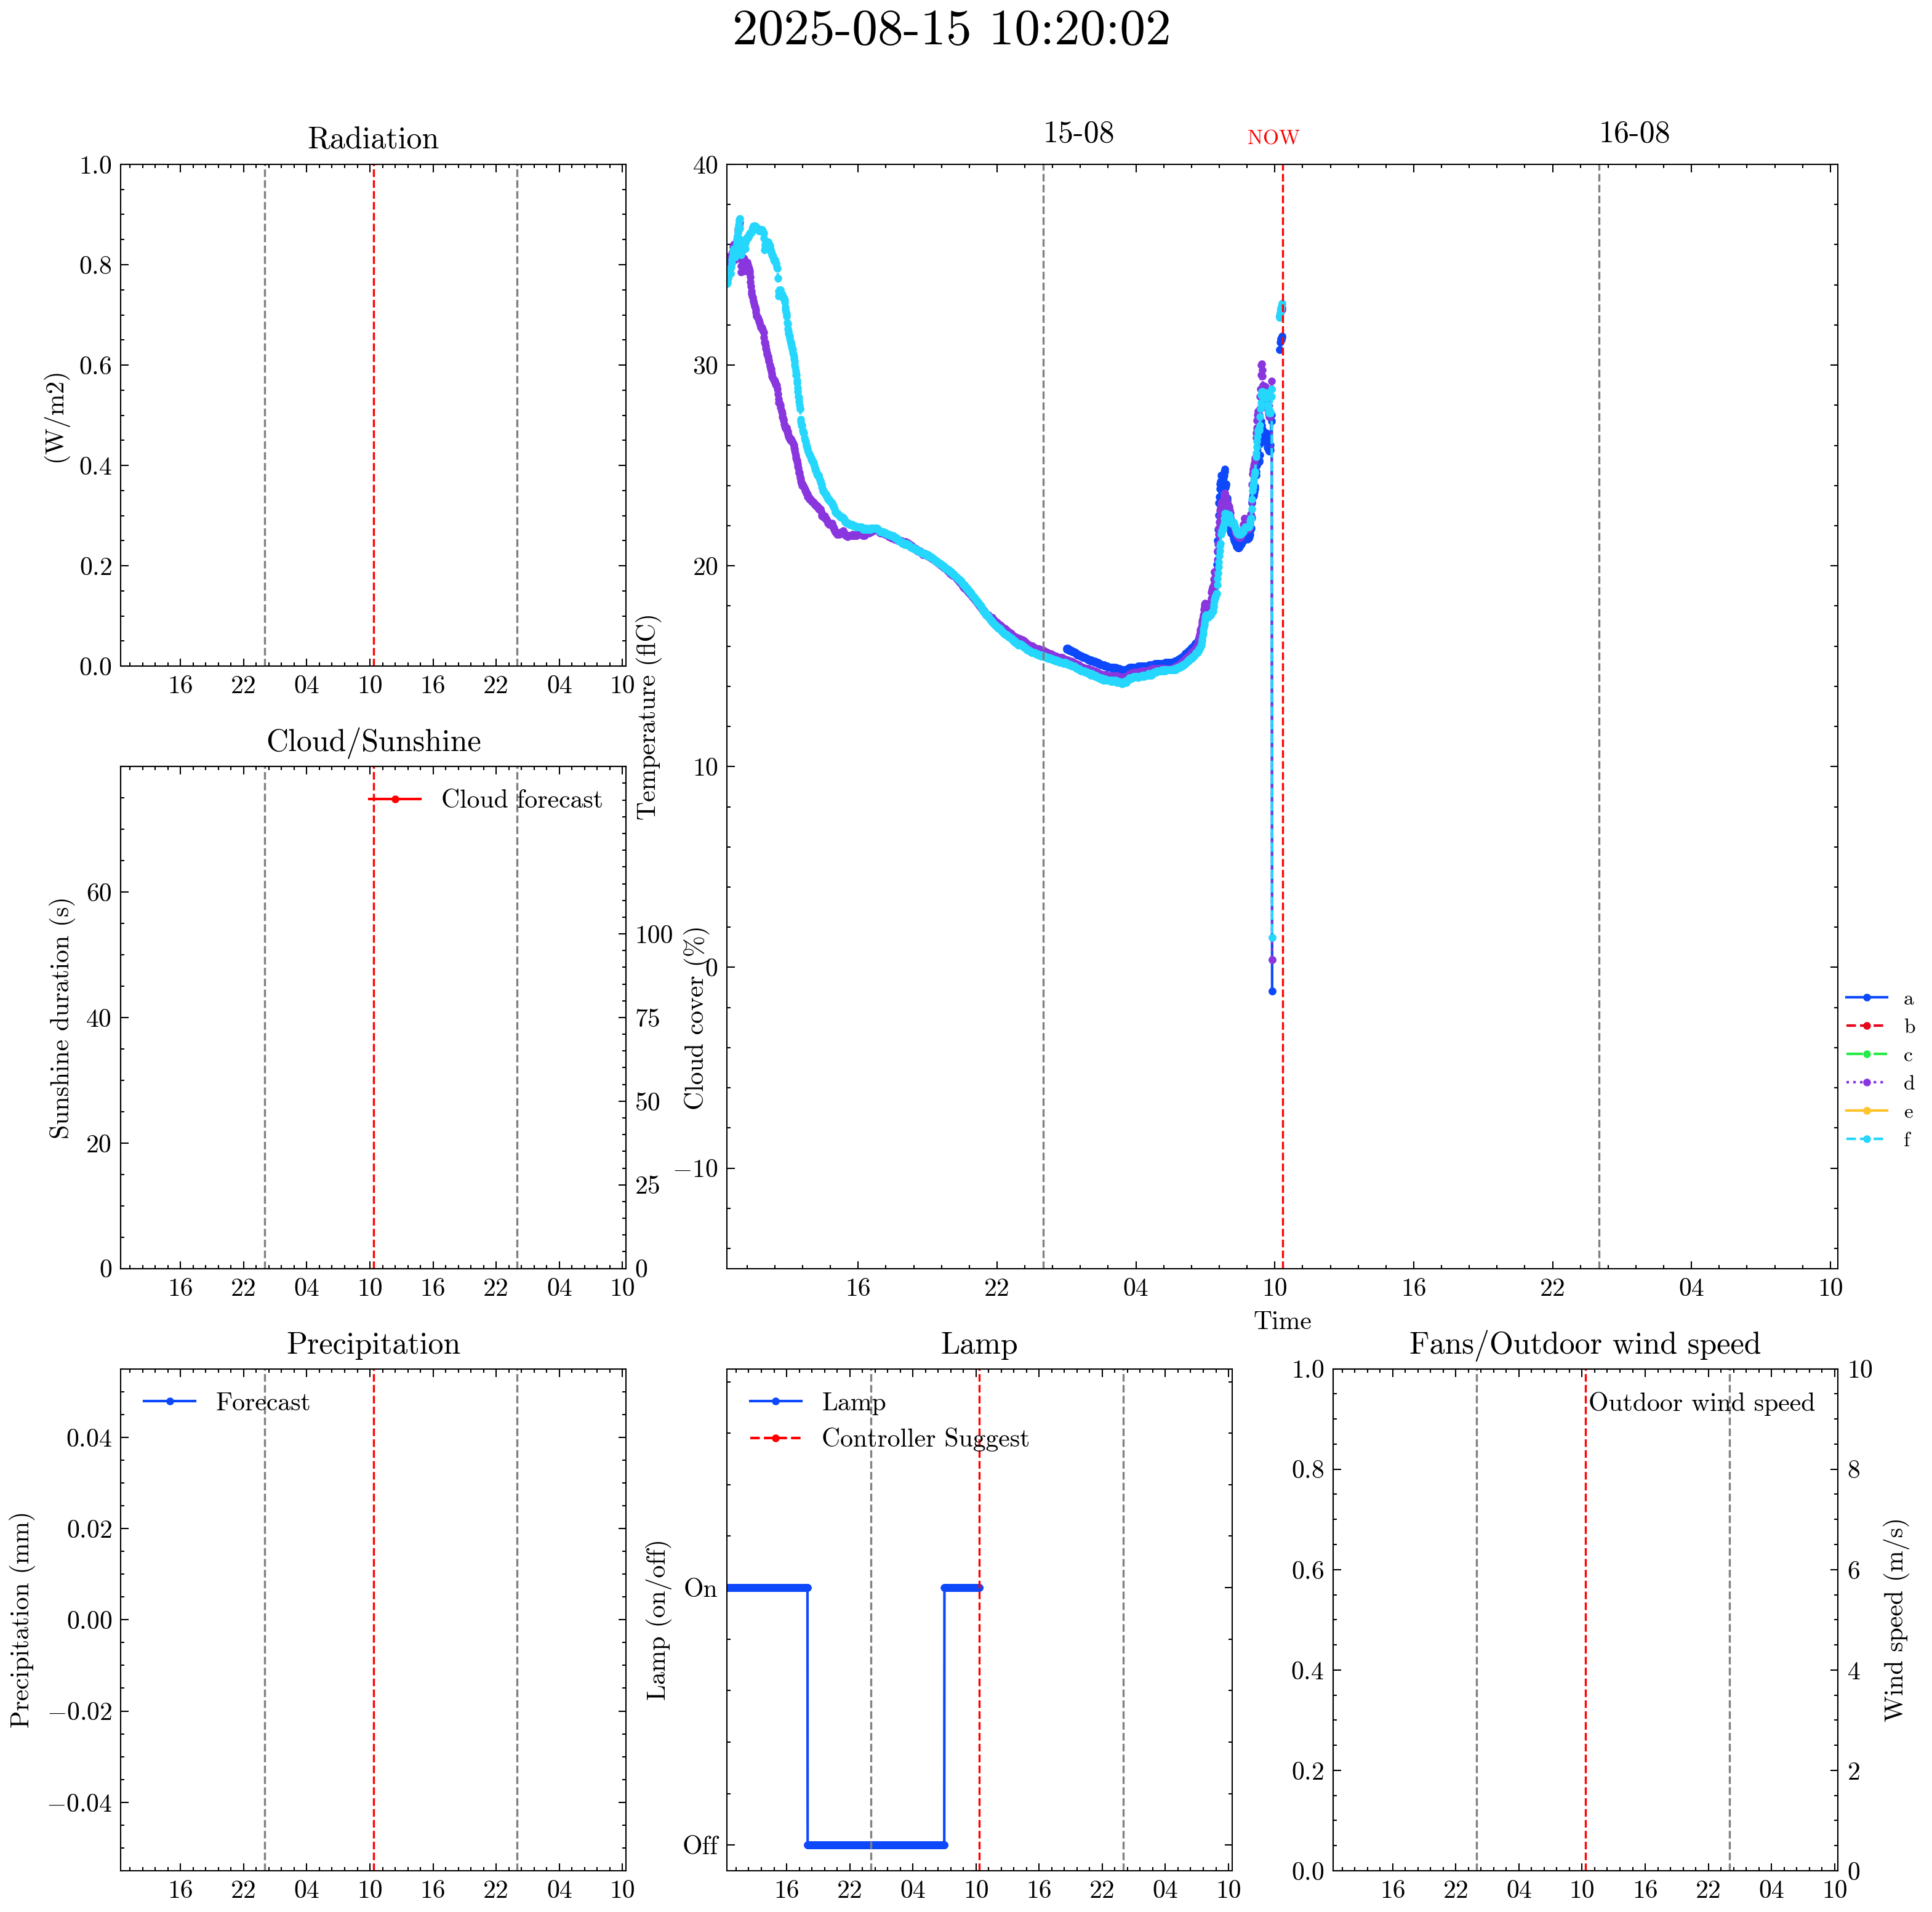 2025-08-15 10:20:02
Radiation
1.0
0.8
0.6
0.4
0.2
0.0
(W/m2)
16 22 04 10 16 22 04 10
15-08 NOW 16-08
40
30
20
10
0
−10
Temperature (flC)
16 22 04 10 16 22 04 10
Time
a
b
c
d
e
f
Cloud/Sunshine
Cloud forecast
60
40
20
0
Sunshine duration (s)
100
75
50
25
0
Cloud cover (%)
16 22 04 10 16 22 04 10
Precipitation
Forecast
0.04
0.02
0.00
−0.02
−0.04
Precipitation (mm)
16 22 04 10 16 22 04 10
Lamp
Lamp
Controller Suggest
On
Off
Lamp (on/off)
16 22 04 10 16 22 04 10
Fans/Outdoor wind speed
Outdoor wind speed
1.0
0.8
0.6
0.4
0.2
0.0
10
8
6
4
2
0
Wind speed (m/s)
16 22 04 10 16 22 04 10